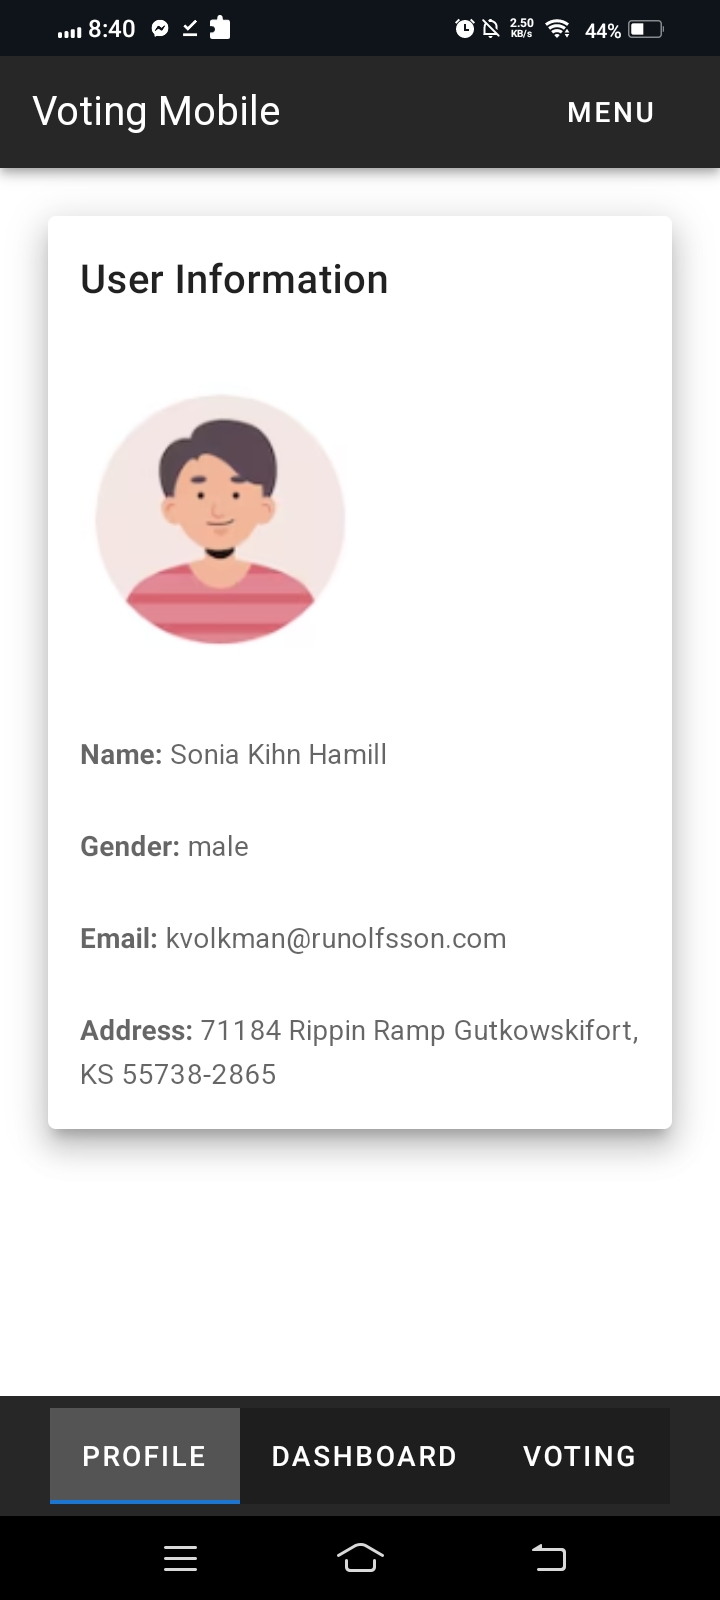 8:40 2.50 KB/s 44%
Voting Mobile MENU
User Information
Name: Sonia Kihn Hamill
Gender: male
Email: kvolkman@runolfsson.com
Address: 71184 Rippin Ramp Gutkowskifort,
KS 55738-2865
PROFILE DASHBOARD VOTING